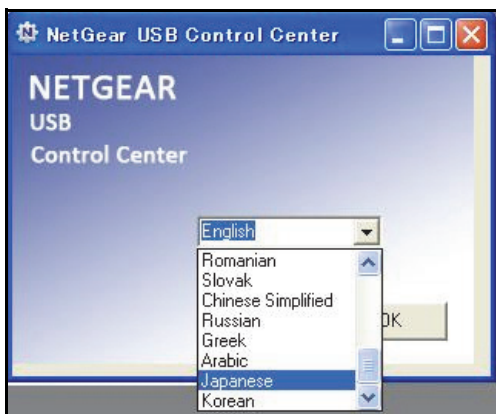 NetGear USB Control Center
NETGEAR
USB
Control Center
English
Romanian
Slovak
Chinese Simplified
Russian
Greek
Arabic
Japanese
Korean